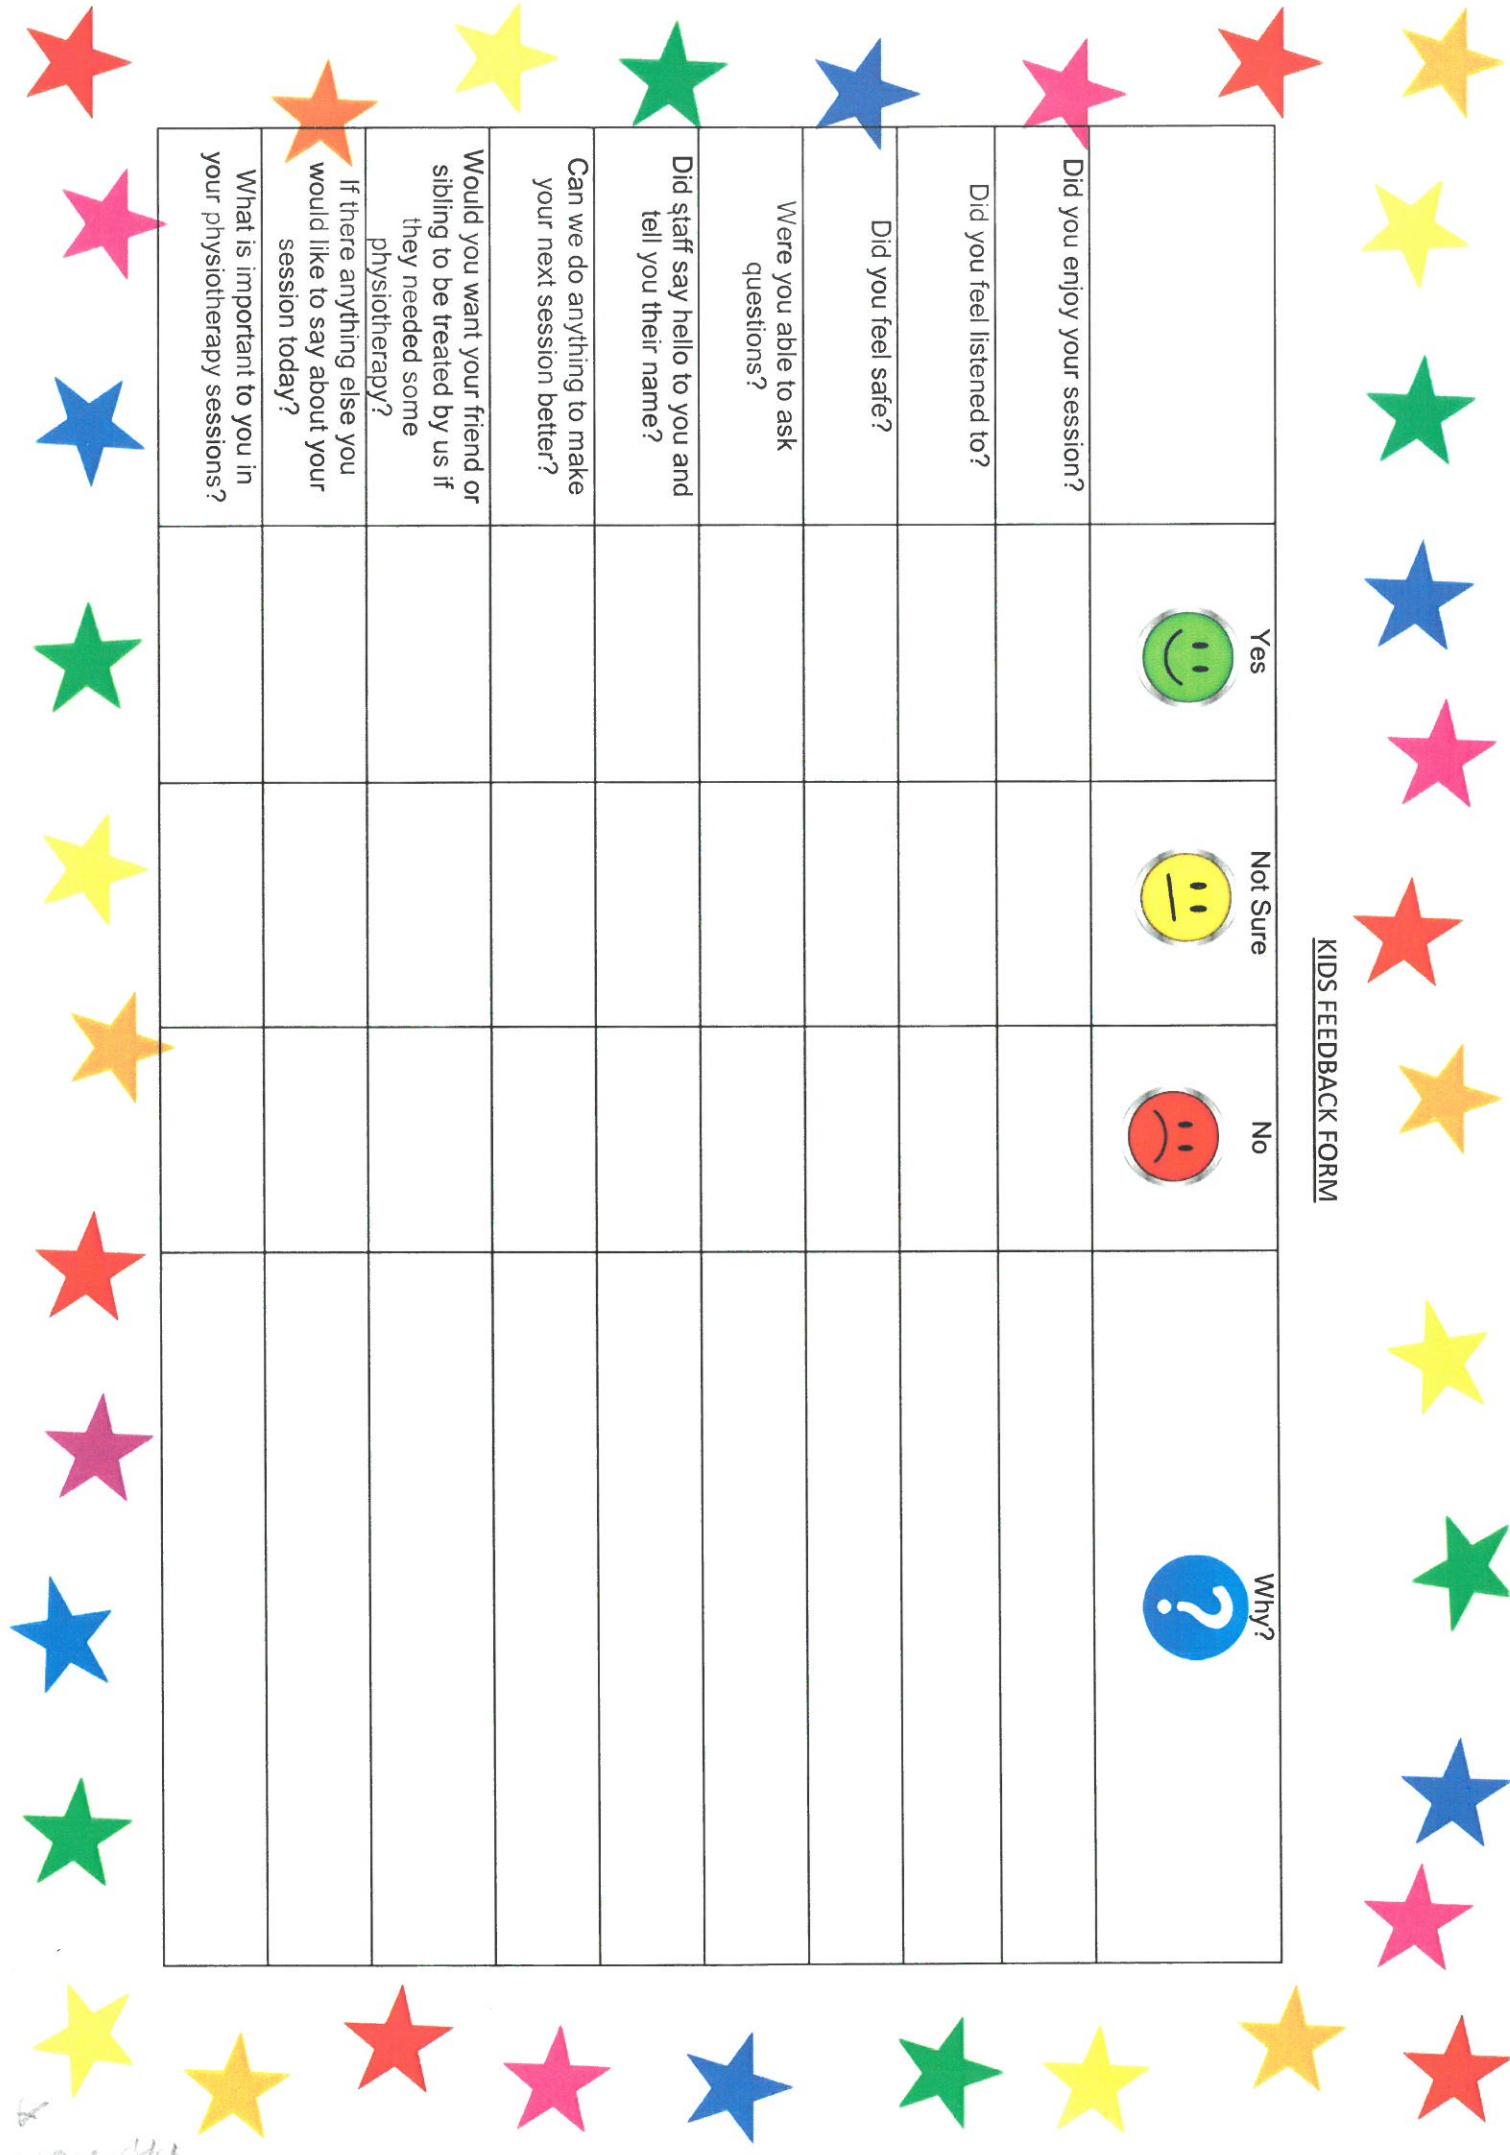 KIDS FEEDBACK FORM
Yes
Not Sure
No
Why?
?
Did you enjoy your session?
Did you feel listened to?
Did you feel safe?
Were you able to ask
questions?
Did staff say hello to you and
tell you their name?
Can we do anything to make
your next session better?
Would you want your friend or
sibling to be treated by us if
they needed some
physiotherapy?
If there anything else you
would like to say about your
session today?
What is important to you in
your physiotherapy sessions?